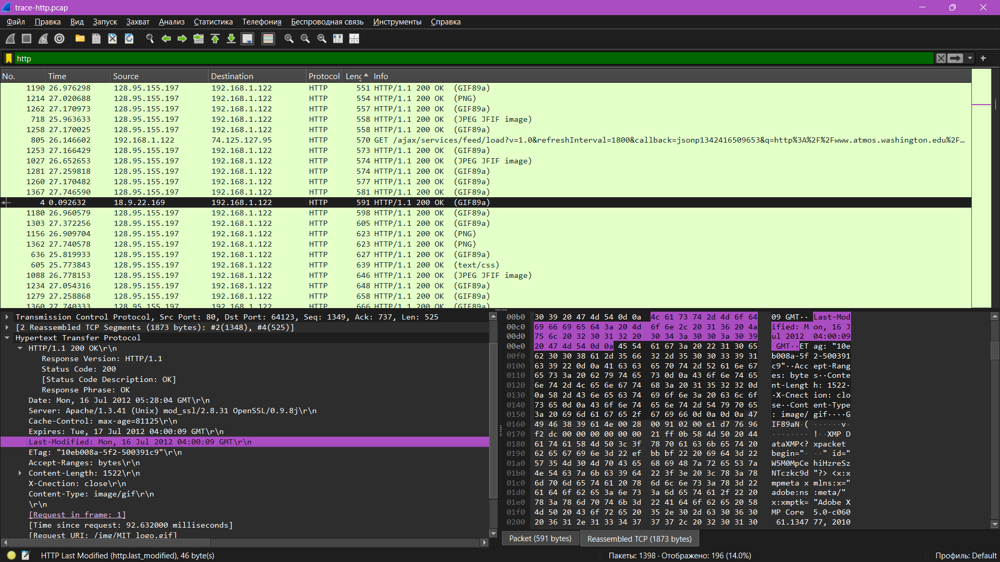 trace-http.pcap
Файл Правка Вид Запуск Захват Анализ Статистика Телефония Беспроводная связь Инструменты Справка
http
No. Time Source Destination Protocol Leng Info
1190 26.976298 128.95.155.197 192.168.1.122 HTTP 551 HTTP/1.1 200 OK (GIF89a)
1214 27.020688 128.95.155.197 192.168.1.122 HTTP 554 HTTP/1.1 200 OK (PNG)
1262 27.170973 128.95.155.197 192.168.1.122 HTTP 557 HTTP/1.1 200 OK (GIF89a)
718 25.963633 128.95.155.197 192.168.1.122 HTTP 558 HTTP/1.1 200 OK (JPEG JFIF image)
1258 27.170025 128.95.155.197 192.168.1.122 HTTP 558 HTTP/1.1 200 OK (GIF89a)
805 26.146602 192.168.1.122 74.125.127.95 HTTP 570 GET /ajax/services/feed/load?v=1.0&refreshInterval=1800&callback=jsonp1342416509653&q=http%3A%2F%2Fwww.atmos.washington.edu%2F…
1253 27.166429 128.95.155.197 192.168.1.122 HTTP 573 HTTP/1.1 200 OK (GIF89a)
1027 26.652653 128.95.155.197 192.168.1.122 HTTP 574 HTTP/1.1 200 OK (JPEG JFIF image)
1281 27.259818 128.95.155.197 192.168.1.122 HTTP 574 HTTP/1.1 200 OK (GIF89a)
1260 27.170482 128.95.155.197 192.168.1.122 HTTP 577 HTTP/1.1 200 OK (GIF89a)
1367 27.746590 128.95.155.197 192.168.1.122 HTTP 581 HTTP/1.1 200 OK (GIF89a)
4 0.092632 18.9.22.169 192.168.1.122 HTTP 591 HTTP/1.1 200 OK (GIF89a)
1180 26.960579 128.95.155.197 192.168.1.122 HTTP 598 HTTP/1.1 200 OK (GIF89a)
1303 27.372256 128.95.155.197 192.168.1.122 HTTP 605 HTTP/1.1 200 OK (GIF89a)
1156 26.909704 128.95.155.197 192.168.1.122 HTTP 623 HTTP/1.1 200 OK (PNG)
1362 27.740578 128.95.155.197 192.168.1.122 HTTP 623 HTTP/1.1 200 OK (PNG)
636 25.819933 128.95.155.197 192.168.1.122 HTTP 627 HTTP/1.1 200 OK (GIF89a)
605 25.773843 128.95.155.197 192.168.1.122 HTTP 639 HTTP/1.1 200 OK (text/css)
1088 26.778153 128.95.155.197 192.168.1.122 HTTP 646 HTTP/1.1 200 OK (JPEG JFIF image)
1234 27.054316 128.95.155.197 192.168.1.122 HTTP 648 HTTP/1.1 200 OK (GIF89a)
1279 27.258868 128.95.155.197 192.168.1.122 HTTP 658 HTTP/1.1 200 OK (GIF89a)
1360 27.740333 128.95.155.197 192.168.1.122 HTTP 666 HTTP/1.1 200 OK (GIF89a)
Transmission Control Protocol, Src Port: 80, Dst Port: 64123, Seq: 1349, Ack: 737, Len: 525
[2 Reassembled TCP Segments (1873 bytes): #2(1348), #4(525)]
Hypertext Transfer Protocol
HTTP/1.1 200 OK\r\n
Response Version: HTTP/1.1
Status Code: 200
[Status Code Description: OK]
Response Phrase: OK
Date: Mon, 16 Jul 2012 05:28:04 GMT\r\n
Server: Apache/1.3.41 (Unix) mod_ssl/2.8.31 OpenSSL/0.9.8j\r\n
Cache-Control: max-age=81125\r\n
Expires: Tue, 17 Jul 2012 04:00:09 GMT\r\n
Last-Modified: Mon, 16 Jul 2012 04:00:09 GMT\r\n
ETag: "10eb008a-5f2-500391c9"\r\n
Accept-Ranges: bytes\r\n
Content-Length: 1522\r\n
X-Cnection: close\r\n
Content-Type: image/gif\r\n
\r\n
[Request in frame: 1]
[Time since request: 92.632000 milliseconds]
[Request URI: /img/MIT_logo.gif]
00b0 30 39 20 47 4d 54 0d 0a 4c 61 73 74 2d 4d 6f 64 09 GMT·· Last-Mod
00c0 69 66 69 65 64 3a 20 4d 6f 6e 2c 20 31 36 20 4a ified: M on, 16 J
00d0 75 6c 20 32 30 31 32 20 30 34 3a 30 30 3a 30 39 ul 2012 04:00:09
00e0 20 47 4d 54 0d 0a 45 54 61 67 3a 20 22 31 30 65 GMT··ET ag: "10e
00f0 62 30 30 38 61 2d 35 66 32 2d 35 30 30 33 39 31 b008a-5f 2-500391
0100 63 39 22 0d 0a 41 63 63 65 70 74 2d 52 61 6e 67 c9"··Acc ept-Rang
0110 65 73 3a 20 62 79 74 65 73 0d 0a 43 6f 6e 74 65 es: byte s··Conte
0120 6e 74 2d 4c 65 6e 67 74 68 3a 20 31 35 32 32 0d nt-Lengt h: 1522·
0130 0a 58 2d 43 6e 65 63 74 69 6f 6e 3a 20 63 6c 6f ·X-Cnect ion: clo
0140 73 65 0d 0a 43 6f 6e 74 65 6e 74 2d 54 79 70 65 se··Cont ent-Type
0150 3a 20 69 6d 61 67 65 2f 67 69 66 0d 0a 0d 0a 47 : image/ gif····G
0160 49 46 38 39 61 4e 00 28 00 91 02 00 e1 d7 76 96 IF89aN·( ······v·
0170 f2 dc 00 00 00 00 00 00 21 ff 0b 58 4d 50 20 44 ········ !··XMP D
0180 61 74 61 58 4d 50 3c 3f 78 70 61 63 6b 65 74 20 ataXMP<? xpacket
0190 62 65 67 69 6e 3d 22 ef bb bf 22 20 69 64 3d 22 begin="· ··" id="
01a0 57 35 4d 30 4d 70 43 65 68 69 48 7a 72 65 53 7a W5M0MpCe hiHzreSz
01b0 4e 54 63 7a 6b 63 39 64 22 3f 3e 20 3c 78 3a 78 NTczkc9d "?> <x:x
01c0 6d 70 6d 65 74 61 20 78 6d 6c 6e 73 3a 78 3d 22 mpmeta x mlns:x="
01d0 61 64 6f 62 65 3a 6e 73 3a 6d 65 74 61 2f 22 20 adobe:ns :meta/"
01e0 78 3a 78 6d 70 74 6b 3d 22 41 64 6f 62 65 20 58 x:xmptk= "Adobe X
01f0 4d 50 20 43 6f 72 65 20 35 2e 30 2d 63 30 36 30 MP Core 5.0-c060
0200 20 36 31 2e 31 33 34 37 37 37 2c 20 32 30 31 30 61.1347 77, 2010
Packet (591 bytes) Reassembled TCP (1873 bytes)
HTTP Last Modified (http.last_modified), 46 byte(s) Пакеты: 1398 · Отображено: 196 (14.0%) Профиль: Default